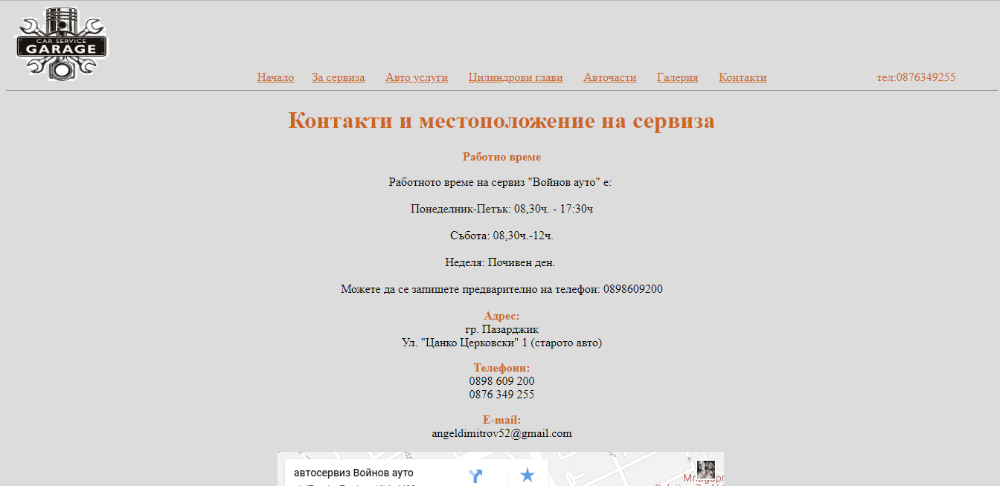 CAR SERVICE
GARAGE
Начало За сервиза Авто услуги Цилиндрови глави Авточасти Галерия Контакти тел:0876349255
Контакти и местоположение на сервиза
Работно време
Работното време на сервиз "Войнов ауто" е:
Понеделник-Петък: 08,30ч. - 17:30ч
Събота: 08,30ч.-12ч.
Неделя: Почивен ден.
Можете да се запишете предварително на телефон: 0898609200
Адрес:
гр. Пазарджик
Ул. "Цанко Церковски" 1 (старото авто)
Телефони:
0898 609 200
0876 349 255
E-mail:
angeldimitrov52@gmail.com
автосервиз Войнов ауто